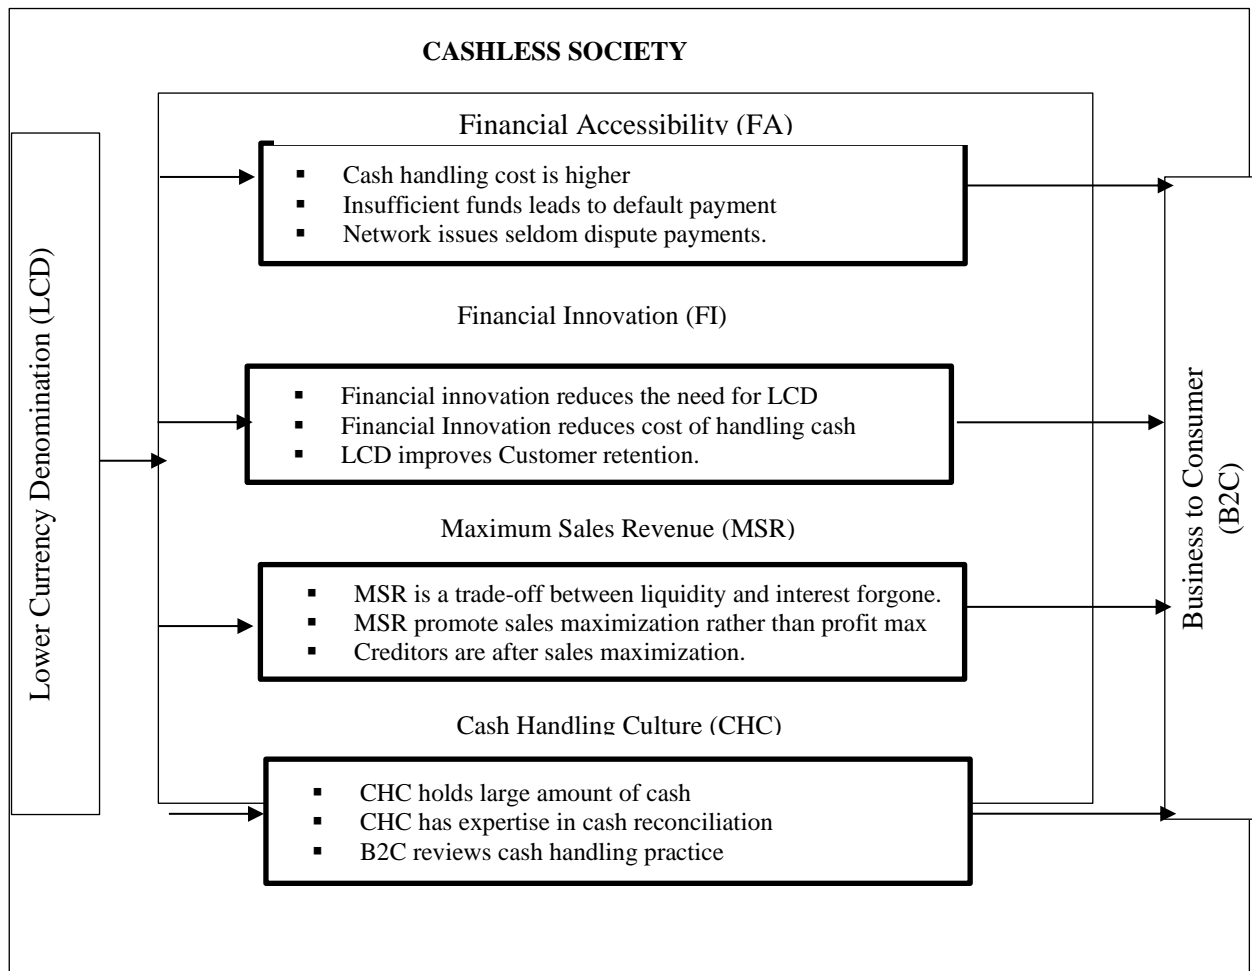 CASHLESS SOCIETY
Lower Currency Denomination (LCD)
Financial Accessibility (FA)
▪ Cash handling cost is higher
▪ Insufficient funds leads to default payment
▪ Network issues seldom dispute payments.
Financial Innovation (FI)
▪ Financial innovation reduces the need for LCD
▪ Financial Innovation reduces cost of handling cash
▪ LCD improves Customer retention.
Maximum Sales Revenue (MSR)
▪ MSR is a trade-off between liquidity and interest forgone.
▪ MSR promote sales maximization rather than profit max
▪ Creditors are after sales maximization.
Cash Handling Culture (CHC)
▪ CHC holds large amount of cash
▪ CHC has expertise in cash reconciliation
▪ B2C reviews cash handling practice
Business to Consumer
(B2C)